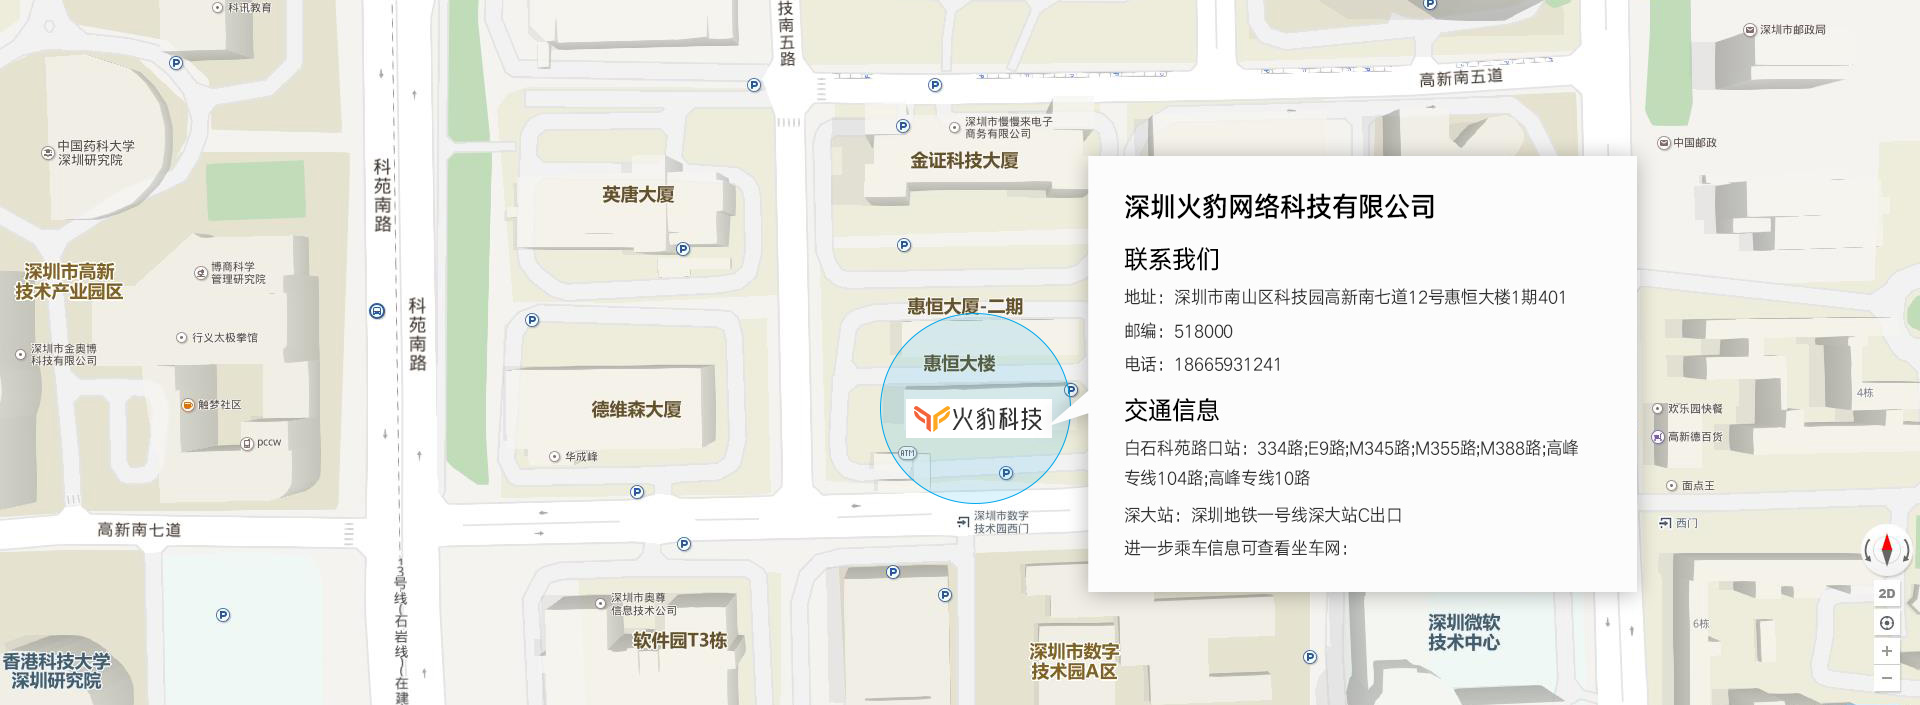 科讯教育
中国药科大学
深圳研究院
科苑南路
深圳市高新
技术产业园区
博商科学
管理研究院
行义太极拳馆
深圳市金奥博
科技有限公司
触梦社区
pccw
科苑南路
高新南七道
香港科技大学
深圳研究院
13号线(石岩线)(在建
技南五路
P
英唐大厦
德维森大厦
华成峰
深圳市奥尊
信息技术公司
软件园T3栋
深圳市慢慢来电子
商务有限公司
金证科技大厦
惠恒大厦-二期
惠恒大楼
火豹科技
ATM
深圳市数字
技术园西门
深圳市数字
技术园A区
高新南五道
深圳火豹网络科技有限公司
联系我们
地址：深圳市南山区科技园高新南七道12号惠恒大楼1期401
邮编：518000
电话：18665931241
交通信息
白石科苑路口站：334路;E9路;M345路;M355路;M388路;高峰
专线104路;高峰专线10路
深大站：深圳地铁一号线深大站C出口
进一步乘车信息可查看坐车网：
深圳微软
技术中心
深圳市邮政局
中国邮政
4栋
欢乐园快餐
高新德百货
面点王
西门
6栋
2D